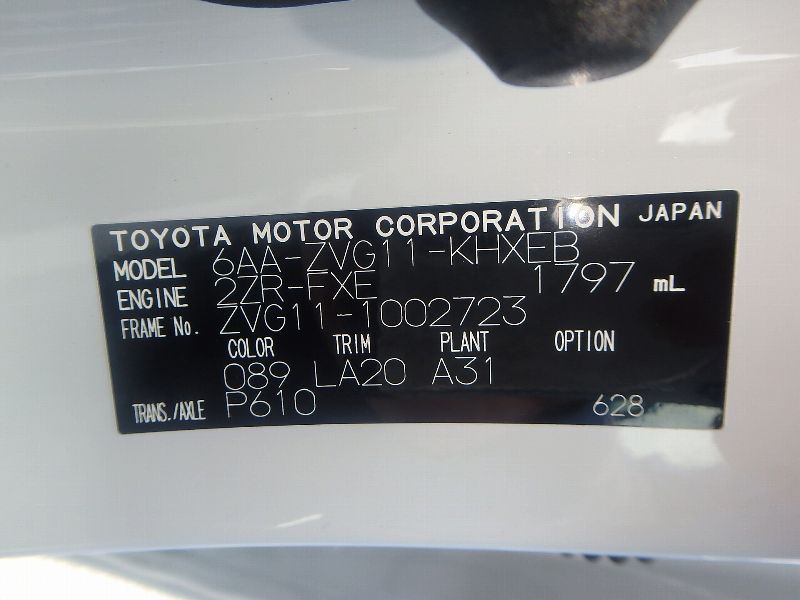 TOYOTA MOTOR CORPORATION JAPAN
MODEL 6AA-ZVG11-KHXEB
ENGINE 2ZR-FXE 1797 mL
FRAME No. ZVG11-1002723
COLOR TRIM PLANT OPTION
089 LA20 A31
TRANS./AXLE P610 628